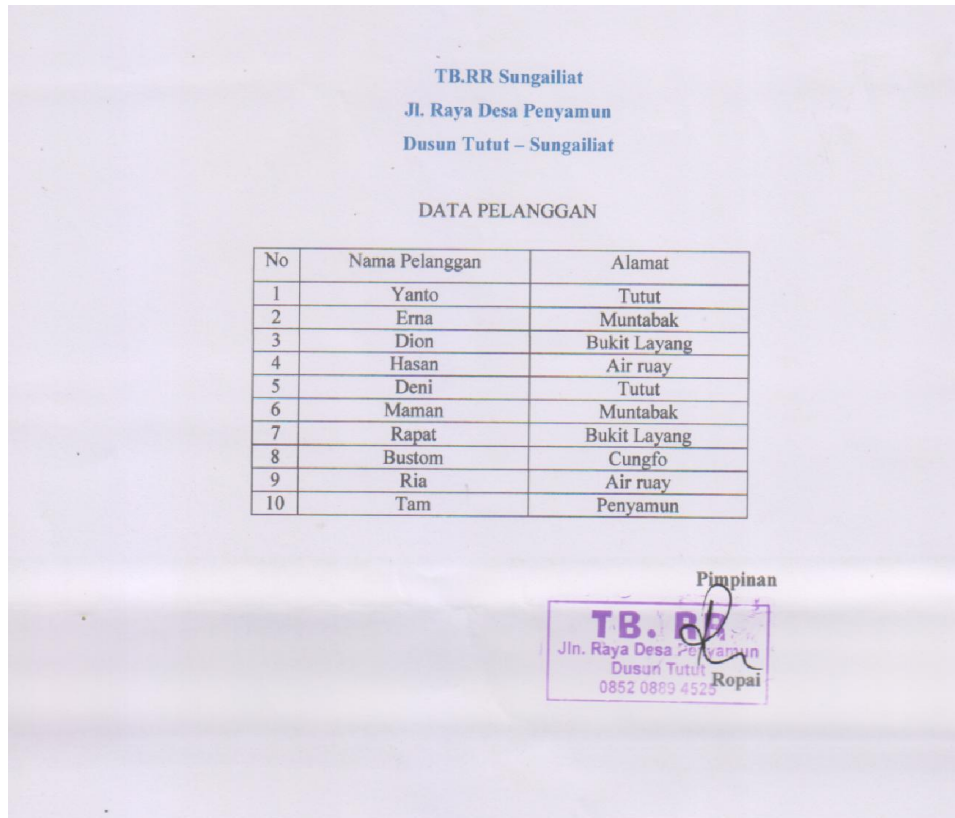 TB.RR Sungailiat
Jl. Raya Desa Penyamun
Dusun Tutut – Sungailiat
DATA PELANGGAN
No Nama Pelanggan Alamat
1 Yanto Tutut
2 Erna Muntabak
3 Dion Bukit Layang
4 Hasan Air ruay
5 Deni Tutut
6 Maman Muntabak
7 Rapat Bukit Layang
8 Bustom Cungfo
9 Ria Air ruay
10 Tam Penyamun
Pimpinan
TB. RR
Jln. Raya Desa Penyamun
Dusun Tutut
0852 0889 4525
Ropai